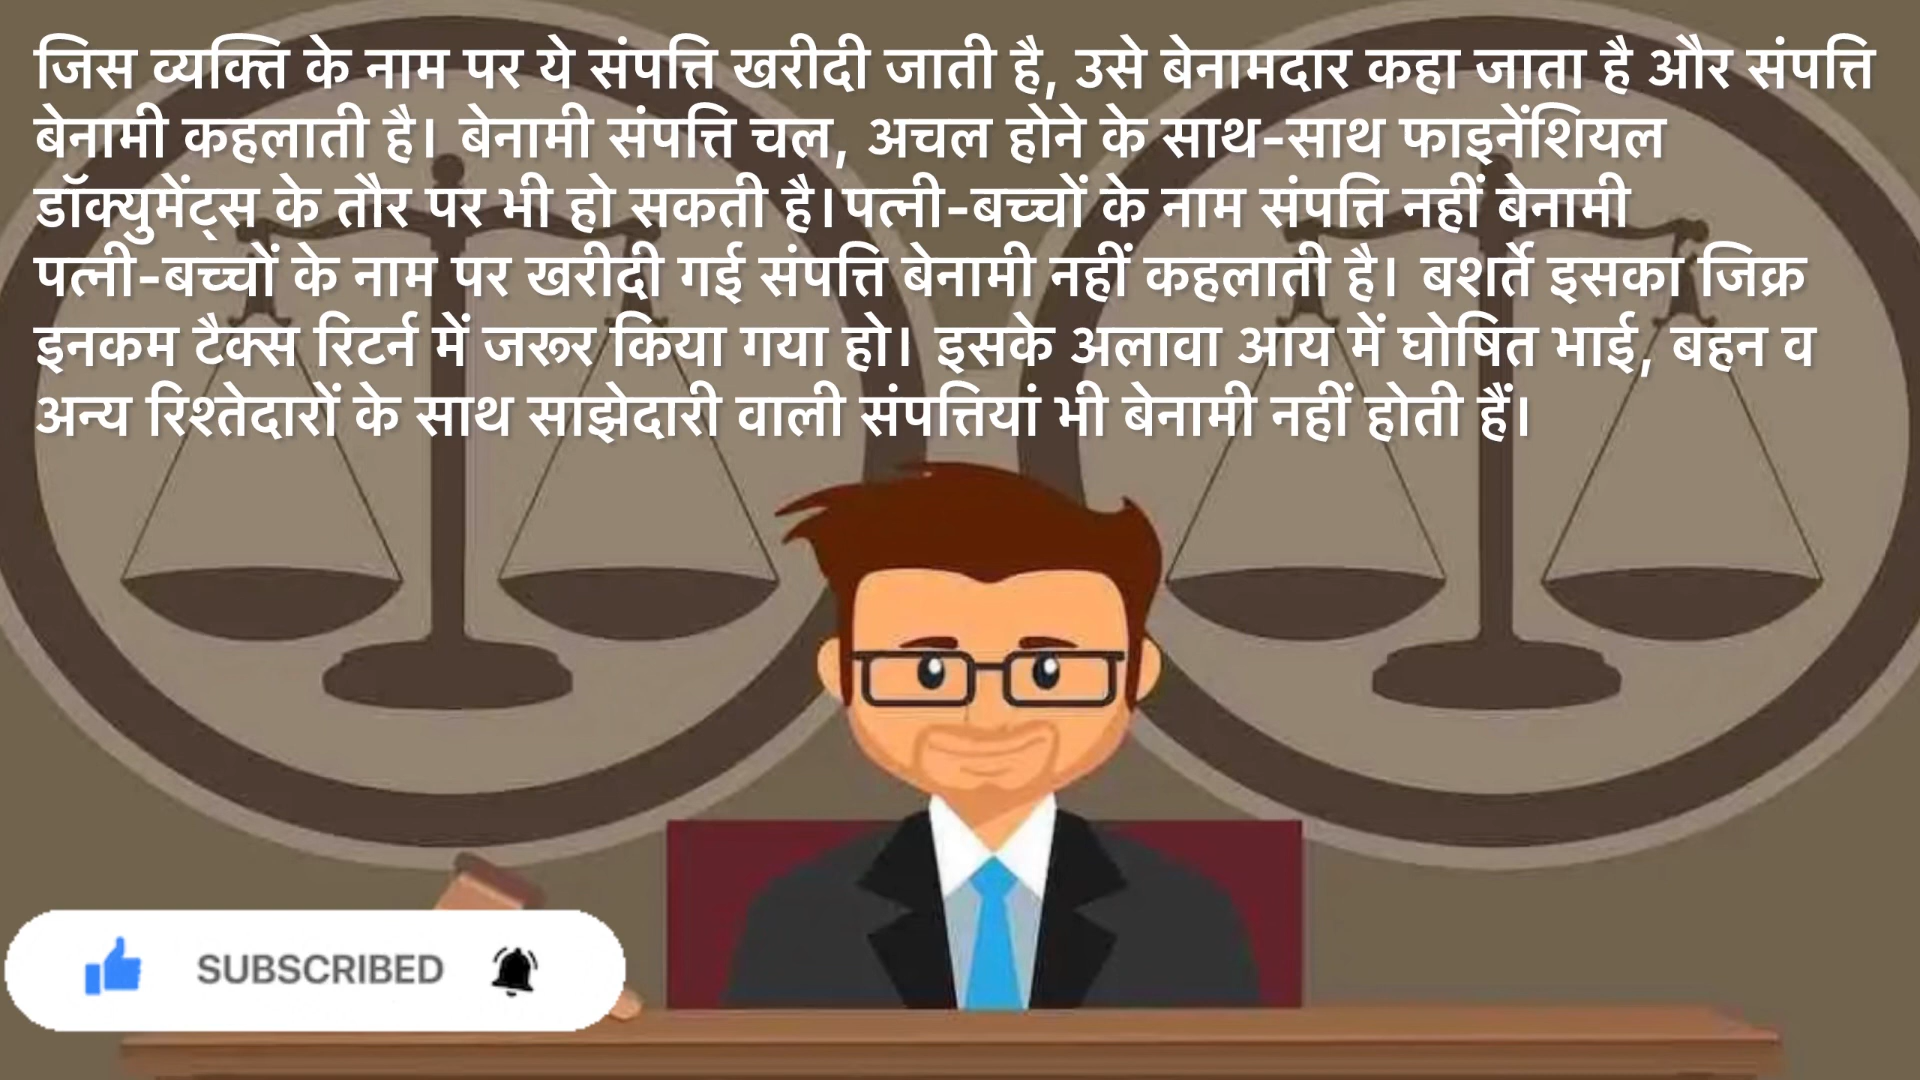 जिस व्यक्ति के नाम पर ये संपत्ति खरीदी जाती है, उसे बेनामदार कहा जाता है और संपत्ति
बेनामी कहलाती है। बेनामी संपत्ति चल, अचल होने के साथ-साथ फाइनेंशियल
डॉक्युमेंट्स के तौर पर भी हो सकती है।पत्नी-बच्चों के नाम संपत्ति नहीं बेनामी
पत्नी-बच्चों के नाम पर खरीदी गई संपत्ति बेनामी नहीं कहलाती है। बशर्ते इसका जिक्र
इनकम टैक्स रिटर्न में जरूर किया गया हो। इसके अलावा आय में घोषित भाई, बहन व
अन्य रिश्तेदारों के साथ साझेदारी वाली संपत्तियां भी बेनामी नहीं होती हैं।
SUBSCRIBED